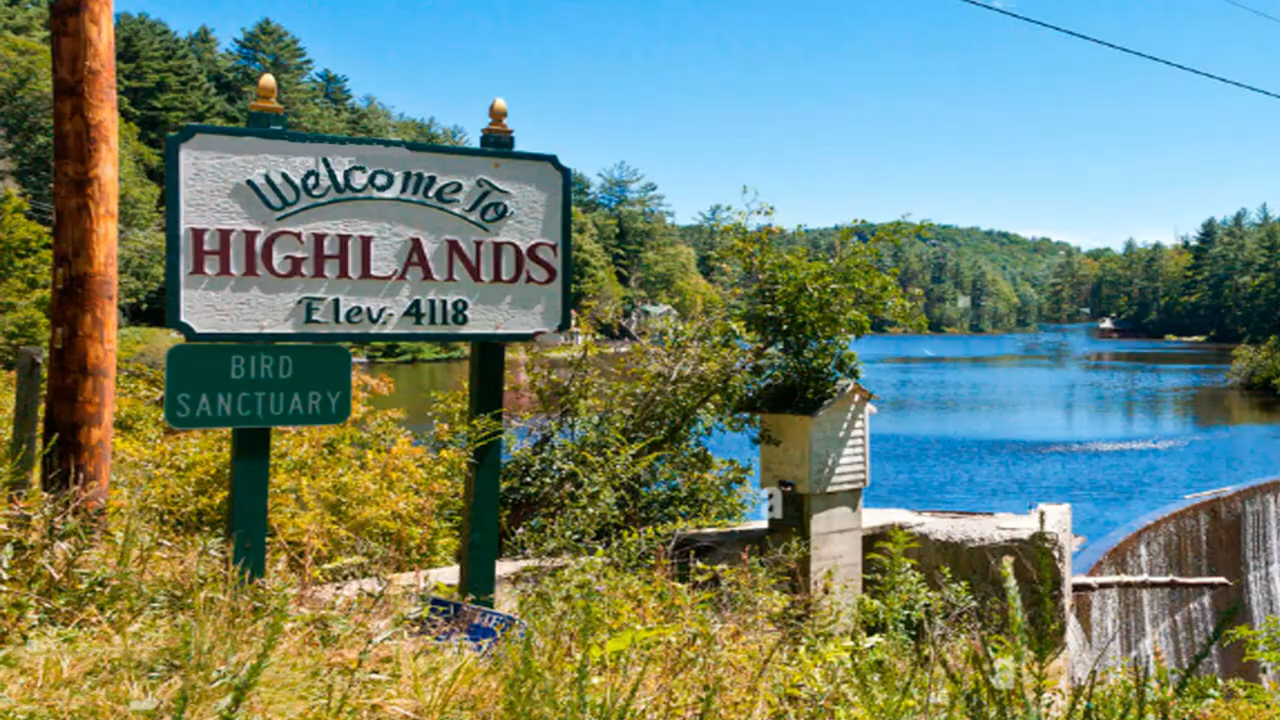 Welcome To
HIGHLANDS
Elev. 4118
BIRD
SANCTUARY
a